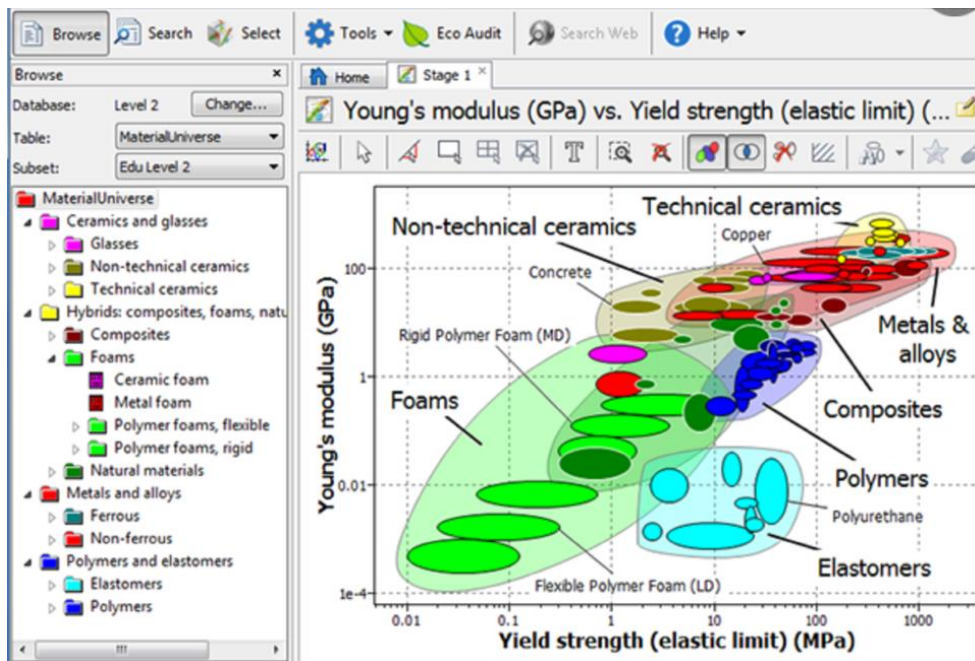 Browse Search Select Tools Eco Audit Search Web Help
Browse ×
Database: Level 2 Change...
Table: MaterialUniverse
Subset: Edu Level 2
MaterialUniverse
Ceramics and glasses
Glasses
Non-technical ceramics
Technical ceramics
Hybrids: composites, foams, natu
Composites
Foams
Ceramic foam
Metal foam
Polymer foams, flexible
Polymer foams, rigid
Natural materials
Metals and alloys
Ferrous
Non-ferrous
Polymers and elastomers
Elastomers
Polymers
Home Stage 1 ×
Young's modulus (GPa) vs. Yield strength (elastic limit) (...
T
Technical ceramics
Non-technical ceramics
Copper
Concrete
Rigid Polymer Foam (MD)
Metals &
alloys
Foams
Composites
Polymers
Polyurethane
Elastomers
Flexible Polymer Foam (LD)
Young's modulus (GPa)
100
1
0.01
1e-4
0.01 0.1 1 10 100 1000
Yield strength (elastic limit) (MPa)